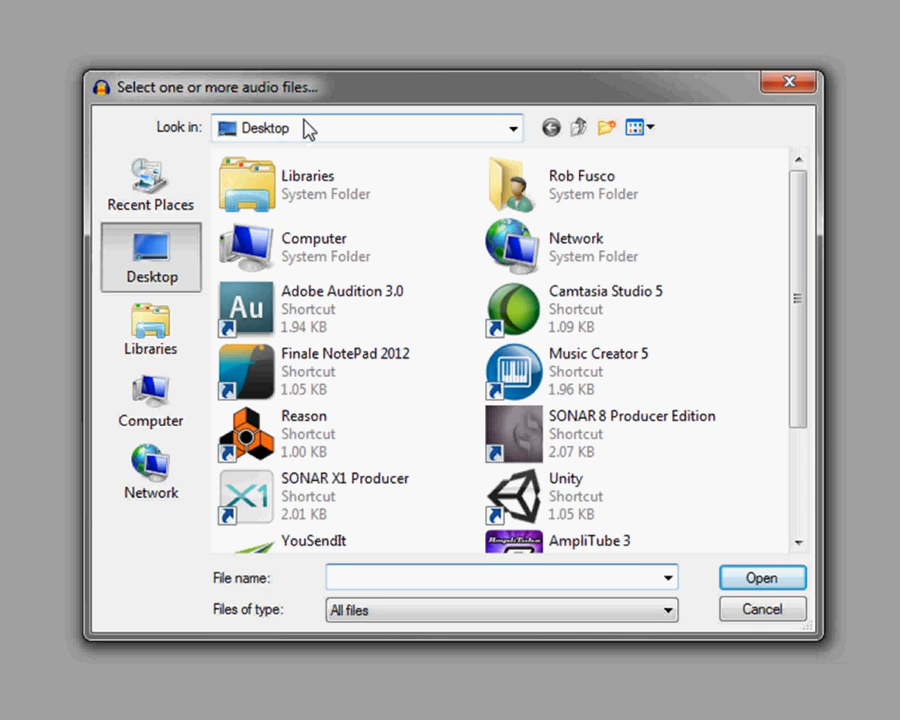 Select one or more audio files...
Look in: Desktop
Recent Places
Desktop
Libraries
Computer
Network
Libraries
System Folder
Rob Fusco
System Folder
Computer
System Folder
Network
System Folder
Au
Adobe Audition 3.0
Shortcut
1.94 KB
Camtasia Studio 5
Shortcut
1.09 KB
Finale NotePad 2012
Shortcut
1.05 KB
Music Creator 5
Shortcut
1.96 KB
Reason
Shortcut
1.00 KB
SONAR 8 Producer Edition
Shortcut
2.07 KB
X1
SONAR X1 Producer
Shortcut
2.01 KB
Unity
Shortcut
1.05 KB
YouSendIt
AmpliTube
AmpliTube 3
File name:
Open
Files of type: All files
Cancel